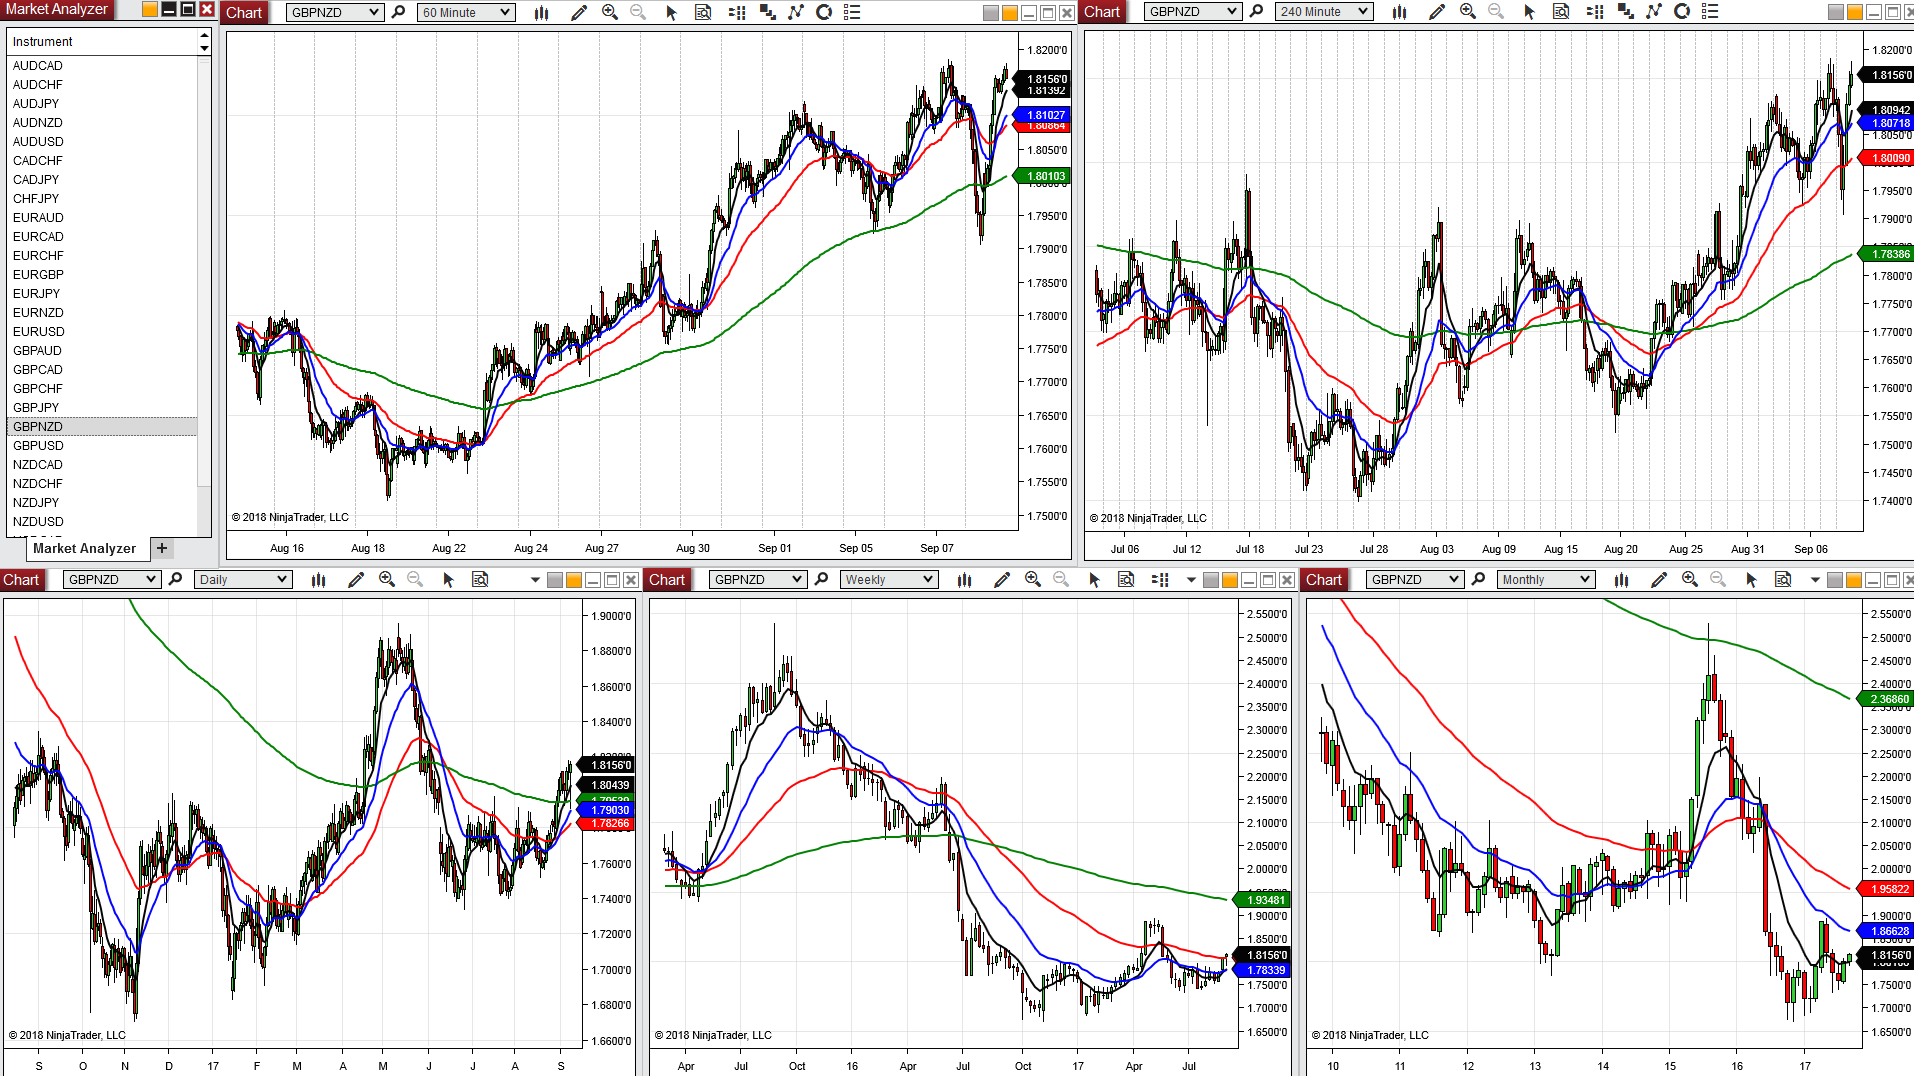 Market Analyzer
Instrument
AUDCAD
AUDCHF
AUDJPY
AUDNZD
AUDUSD
CADCHF
CADJPY
CHFJPY
EURAUD
EURCAD
EURCHF
EURGBP
EURJPY
EURNZD
EURUSD
GBPAUD
GBPCAD
GBPCHF
GBPJPY
GBPNZD
GBPUSD
NZDCAD
NZDCHF
NZDJPY
NZDUSD
Market Analyzer +
Chart GBPNZD 60 Minute
1.8200'0
1.8156'0
1.81392
1.81027
1.80864
1.8050'0
1.80103
1.7950'0
1.7900'0
1.7850'0
1.7800'0
1.7750'0
1.7700'0
1.7650'0
1.7600'0
1.7550'0
1.7500'0
© 2018 NinjaTrader, LLC
Aug 16 Aug 18 Aug 22 Aug 24 Aug 27 Aug 30 Sep 01 Sep 05 Sep 07
Chart GBPNZD 240 Minute
1.8200'0
1.8156'0
1.80942
1.80718
1.8050'0
1.80090
1.7950'0
1.7900'0
1.78386
1.7800'0
1.7750'0
1.7700'0
1.7650'0
1.7600'0
1.7550'0
1.7500'0
1.7450'0
1.7400'0
© 2018 NinjaTrader, LLC
Jul 06 Jul 12 Jul 18 Jul 23 Jul 28 Aug 03 Aug 09 Aug 15 Aug 20 Aug 25 Aug 31 Sep 06
Chart GBPNZD Daily
1.9000'0
1.8800'0
1.8600'0
1.8400'0
1.8156'0
1.80439
1.79030
1.78266
1.7600'0
1.7400'0
1.7200'0
1.7000'0
1.6800'0
1.6600'0
© 2018 NinjaTrader, LLC
S O N D 17 F M A M J J A S
Chart GBPNZD Weekly
2.5500'0
2.5000'0
2.4500'0
2.4000'0
2.3500'0
2.3000'0
2.2500'0
2.2000'0
2.1500'0
2.1000'0
2.0500'0
2.0000'0
1.93481
1.9000'0
1.8500'0
1.8156'0
1.78339
1.7500'0
1.7000'0
1.6500'0
© 2018 NinjaTrader, LLC
Apr Jul Oct 16 Apr Jul Oct 17 Apr Jul
Chart GBPNZD Monthly
2.5500'0
2.5000'0
2.4500'0
2.4000'0
2.36860
2.3500'0
2.3000'0
2.2500'0
2.2000'0
2.1500'0
2.1000'0
2.0500'0
2.0000'0
1.95822
1.9000'0
1.86628
1.8500'0
1.8156'0
1.7500'0
1.7000'0
1.6500'0
© 2018 NinjaTrader, LLC
10 11 12 13 14 15 16 17